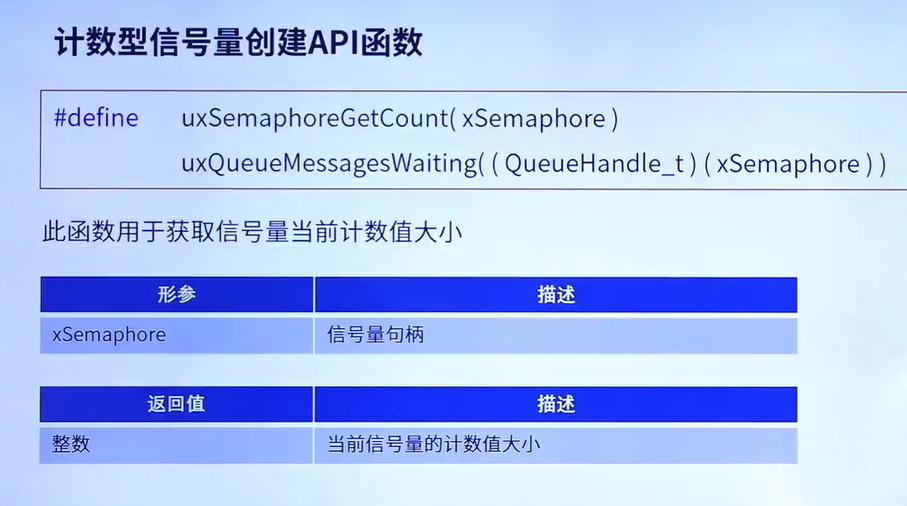 计数型信号量创建API函数
#define uxSemaphoreGetCount( xSemaphore )
uxQueueMessagesWaiting( ( QueueHandle_t ) ( xSemaphore ) )
此函数用于获取信号量当前计数值大小
形参 描述
xSemaphore 信号量句柄
返回值 描述
整数 当前信号量的计数值大小